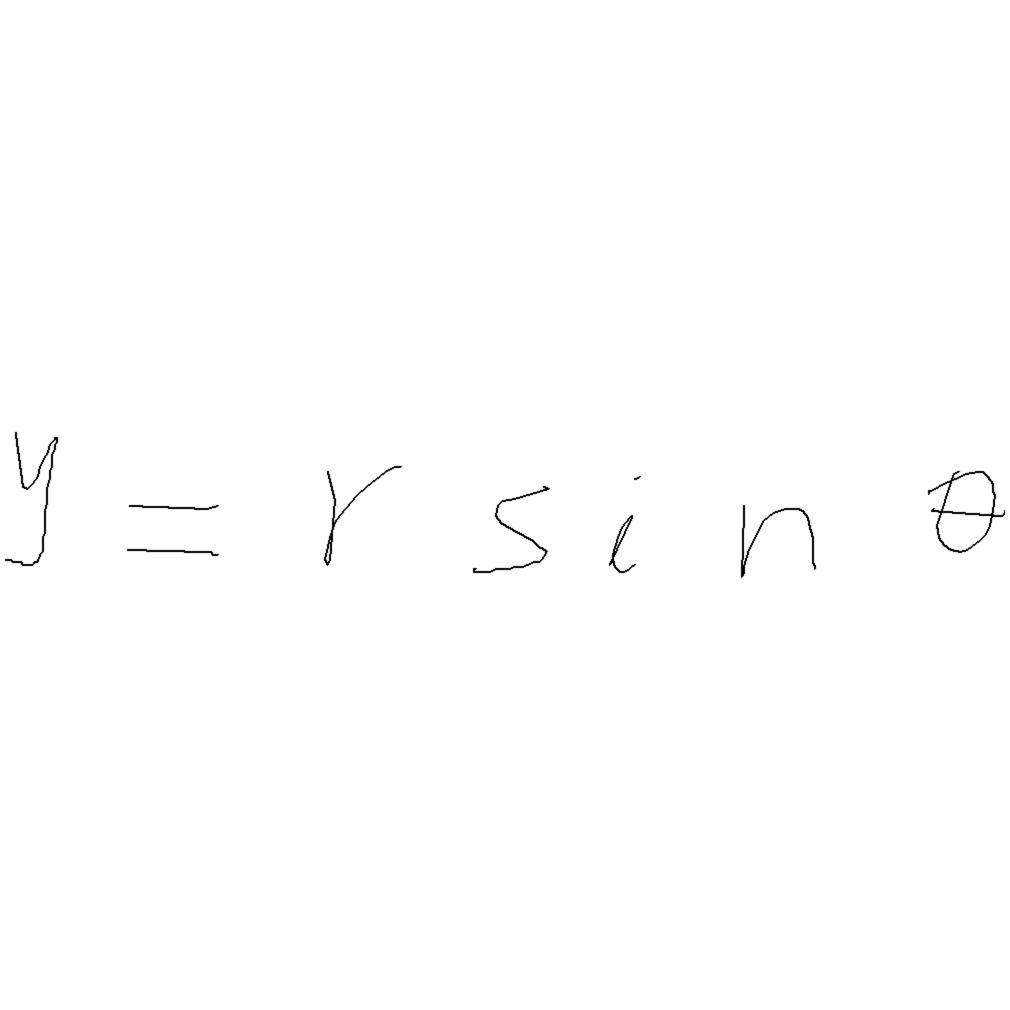 y = r sin θ